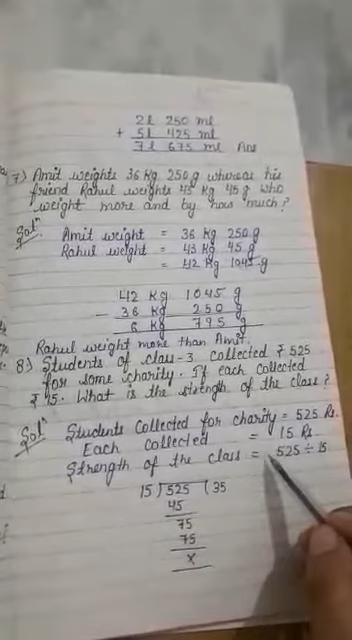 2l 250 ml
+ 5l 425 ml
7l 675 ml Ans
7) Amit weights 36 Kg 250 g whereas his
friend Rahul weights 43 Kg 45 g who
weight more and by how much?
Solⁿ
Amit weight = 36 Kg 250 g
Rahul weight = 43 Kg 45 g
= 42 Kg 1045 g
42 Kg 1045 g
- 36 Kg 250 g
6 Kg 795 g
Rahul weight more than Amit.
8) Students of class-3 collected ₹ 525
for some charity. If each collected
₹ 15. What is the strength of the class?
Solⁿ
Students Collected for charity = 525 Rs.
Each Collected = 15 Rs
Strength of the class = 525 ÷ 15
15 ) 525 ( 35
45
75
75
x